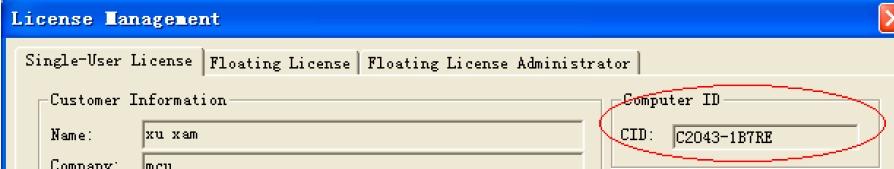 License Management
Single-User License Floating License Floating License Administrator
Customer Information
Computer ID
Name: xu xam
CID: C2043-1B7RE
Company: mcu